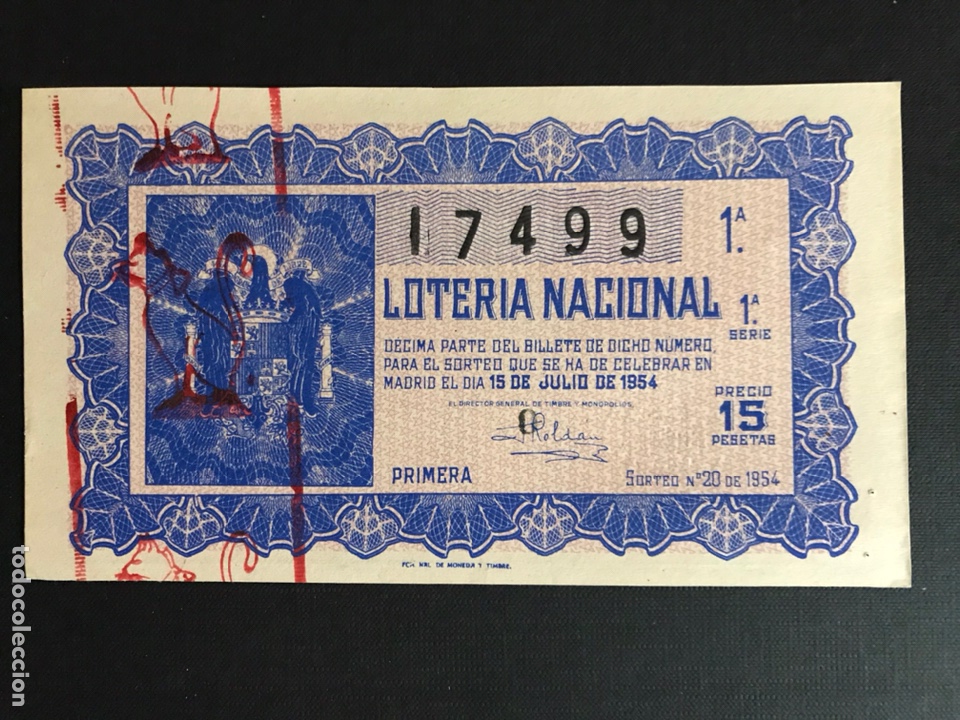 17499
1.ª
LOTERIA NACIONAL
1.ª
SERIE
DECIMA PARTE DEL BILLETE DE DICHO NUMERO,
PARA EL SORTEO QUE SE HA DE CELEBRAR EN
MADRID EL DIA 15 DE JULIO DE 1954
EL DIRECTOR GENERAL DE TIMBRE Y MONOPOLIOS,
Roldan
PRECIO
15
PESETAS
PRIMERA
SORTEO Nº 20 DE 1954
FCA. NAL. DE MONEDA Y TIMBRE.
todocoleccion